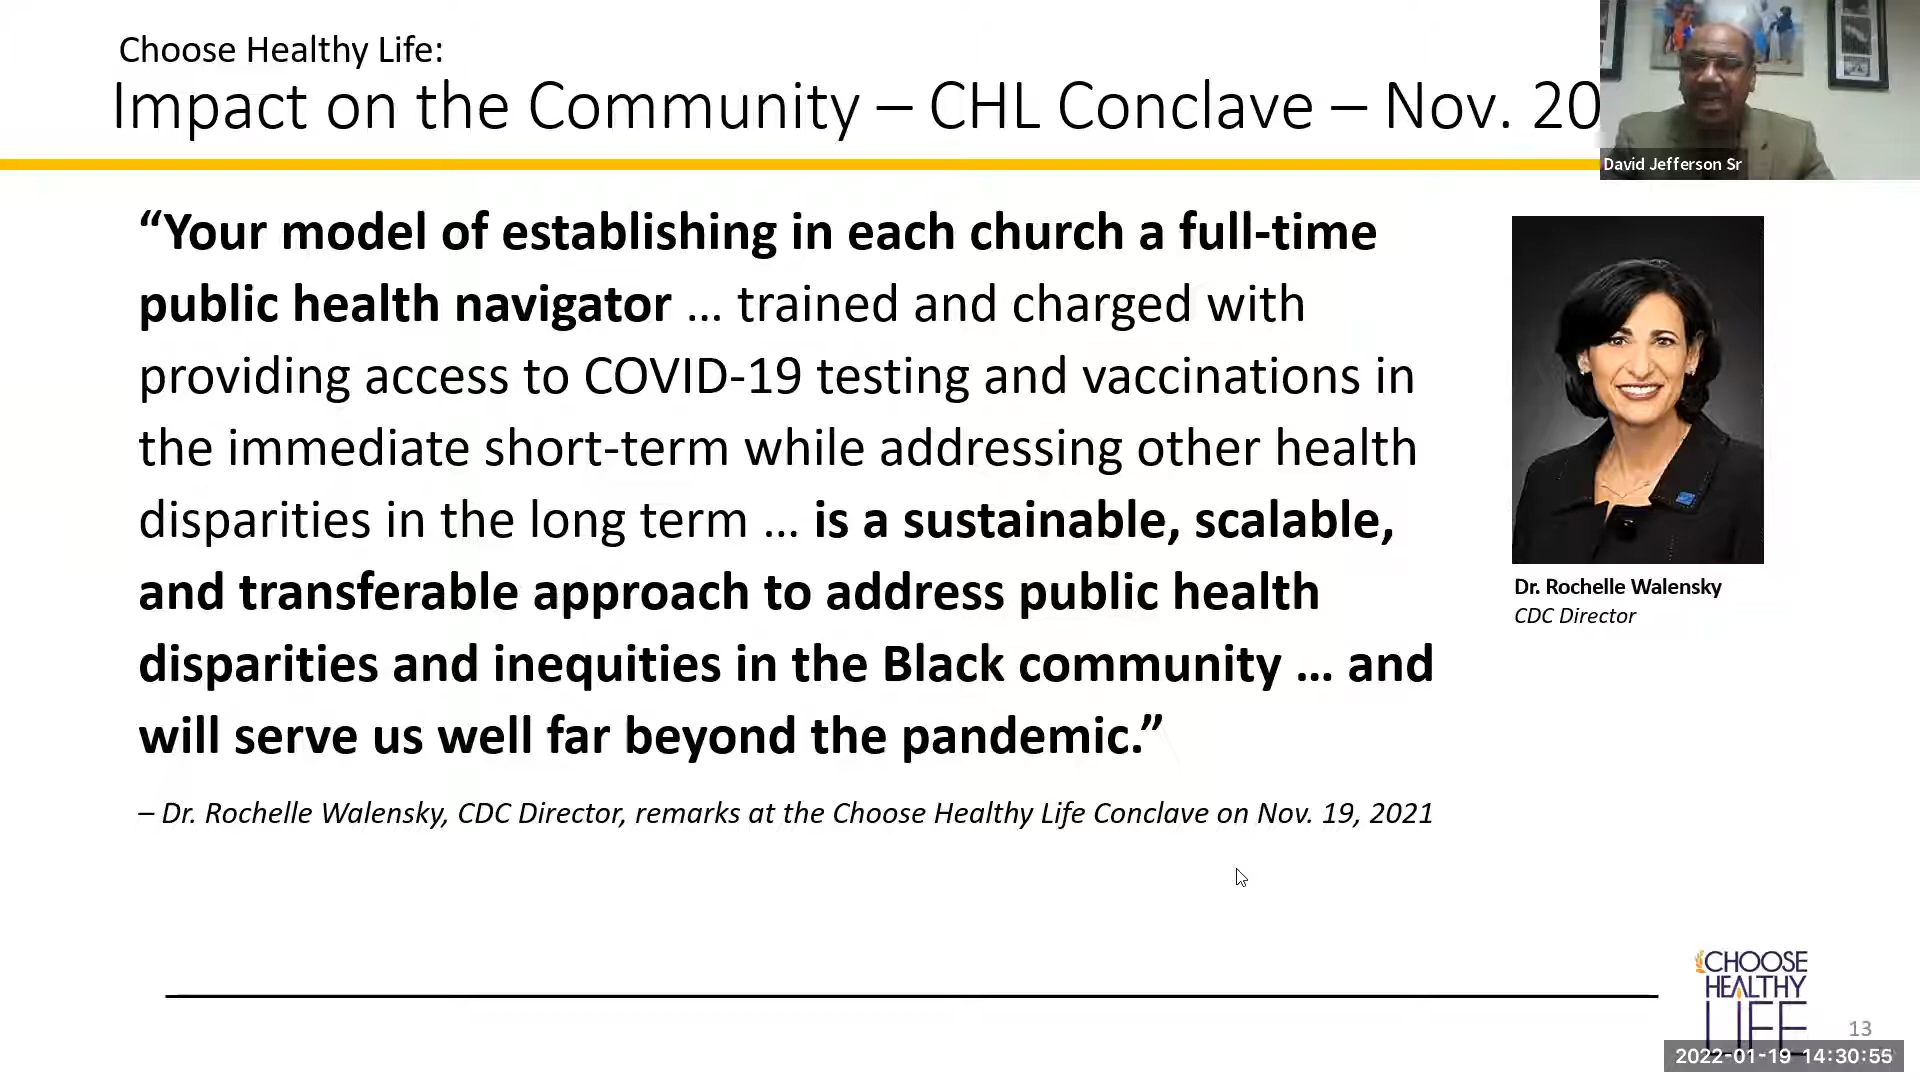 Choose Healthy Life:
Impact on the Community – CHL Conclave – Nov. 20
David Jefferson Sr
“Your model of establishing in each church a full-time
public health navigator … trained and charged with
providing access to COVID-19 testing and vaccinations in
the immediate short-term while addressing other health
disparities in the long term … is a sustainable, scalable,
and transferable approach to address public health
disparities and inequities in the Black community … and
will serve us well far beyond the pandemic.”
– Dr. Rochelle Walensky, CDC Director, remarks at the Choose Healthy Life Conclave on Nov. 19, 2021
Dr. Rochelle Walensky
CDC Director
CHOOSE
HEALTHY
LIFE
13
2022-01-19 14:30:55